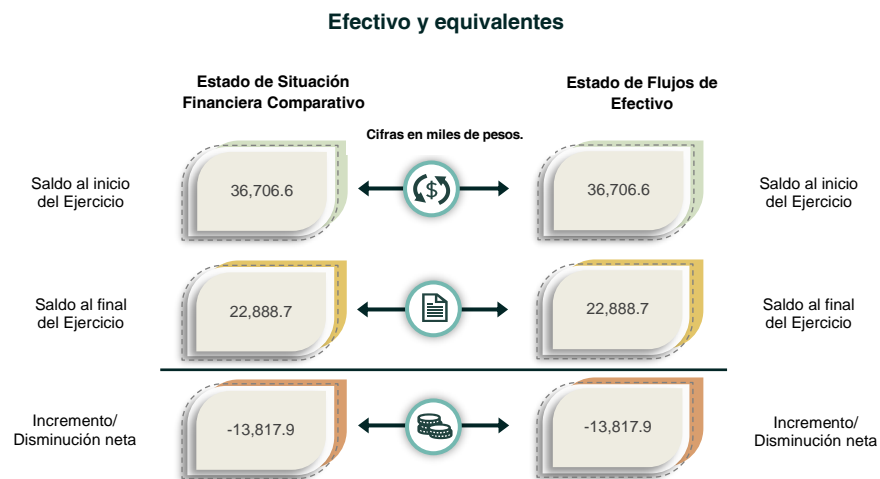 Efectivo y equivalentes
Estado de Situación
Financiera Comparativo
Estado de Flujos de
Efectivo
Cifras en miles de pesos.
Saldo al inicio
del Ejercicio
36,706.6
$
36,706.6
Saldo al inicio
del Ejercicio
Saldo al final
del Ejercicio
22,888.7
22,888.7
Saldo al final
del Ejercicio
Incremento/
Disminución neta
-13,817.9
-13,817.9
Incremento/
Disminución neta